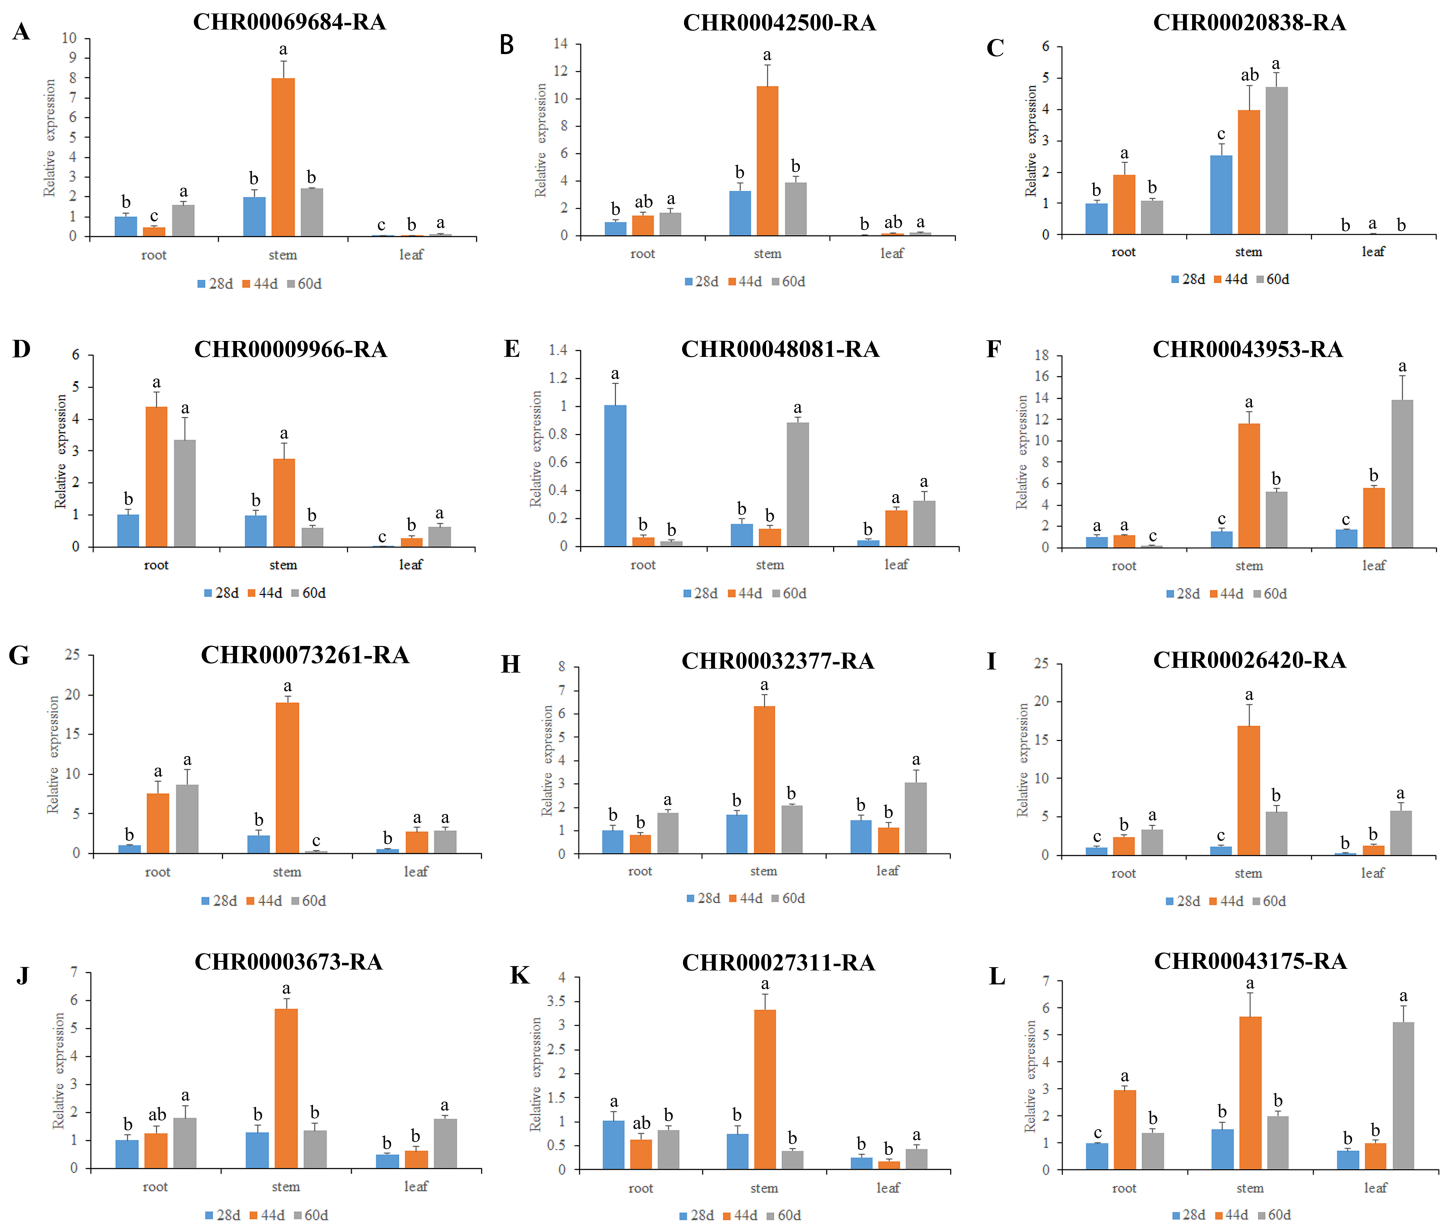 A
CHR00069684-RA
Relative expression
10
9
8
7
6
5
4
3
2
1
0
b c a
b a b
c b a
root stem leaf
28d 44d 60d
B
CHR00042500-RA
Relative expression
14
12
10
8
6
4
2
0
b ab a
b a b
b ab a
root stem leaf
28d 44d 60d
C
CHR00020838-RA
Relative expression
6
5
4
3
2
1
0
b a b
c ab a
b a b
root stem leaf
28d 44d 60d
D
CHR00009966-RA
Relative expression
6
5
4
3
2
1
0
b a a
b a b
c b a
root stem leaf
28d 44d 60d
E
CHR00048081-RA
Relative expression
1.4
1.2
1
0.8
0.6
0.4
0.2
0
a b b
b b a
b a a
root stem leaf
28d 44d 60d
F
CHR00043953-RA
Relative expression
18
16
14
12
10
8
6
4
2
0
a a c
c a b
c b a
root stem leaf
28d 44d 60d
G
CHR00073261-RA
Relative expression
25
20
15
10
5
0
b a a
b a c
b a a
root stem leaf
28d 44d 60d
H
CHR00032377-RA
Relative expression
8
7
6
5
4
3
2
1
0
b b a
b a b
b b a
root stem leaf
28d 44d 60d
I
CHR00026420-RA
Relative expression
25
20
15
10
5
0
c b a
c a b
b b a
root stem leaf
28d 44d 60d
J
CHR00003673-RA
Relative expression
7
6
5
4
3
2
1
0
b ab a
b a b
b b a
root stem leaf
28d 44d 60d
K
CHR00027311-RA
Relative expression
4
3.5
3
2.5
2
1.5
1
0.5
0
a ab b
b a b
b b a
root stem leaf
28d 44d 60d
L
CHR00043175-RA
Relative expression
7
6
5
4
3
2
1
0
c a b
b a b
b b a
root stem leaf
28d 44d 60d